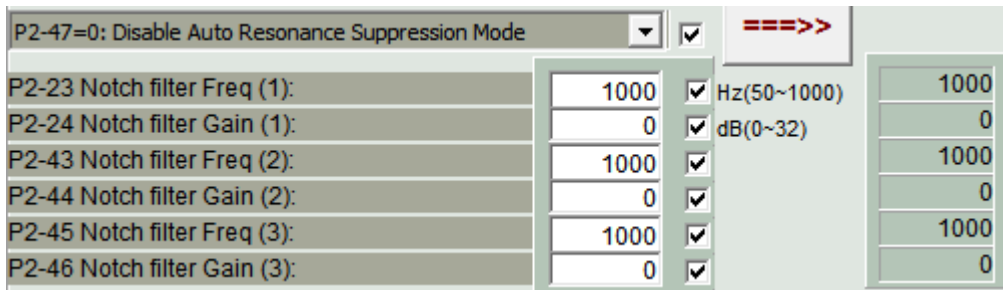 P2-47=0: Disable Auto Resonance Suppression Mode ===>>
P2-23 Notch filter Freq (1): 1000 Hz(50~1000) 1000
P2-24 Notch filter Gain (1): 0 dB(0~32) 0
P2-43 Notch filter Freq (2): 1000 1000
P2-44 Notch filter Gain (2): 0 0
P2-45 Notch filter Freq (3): 1000 1000
P2-46 Notch filter Gain (3): 0 0